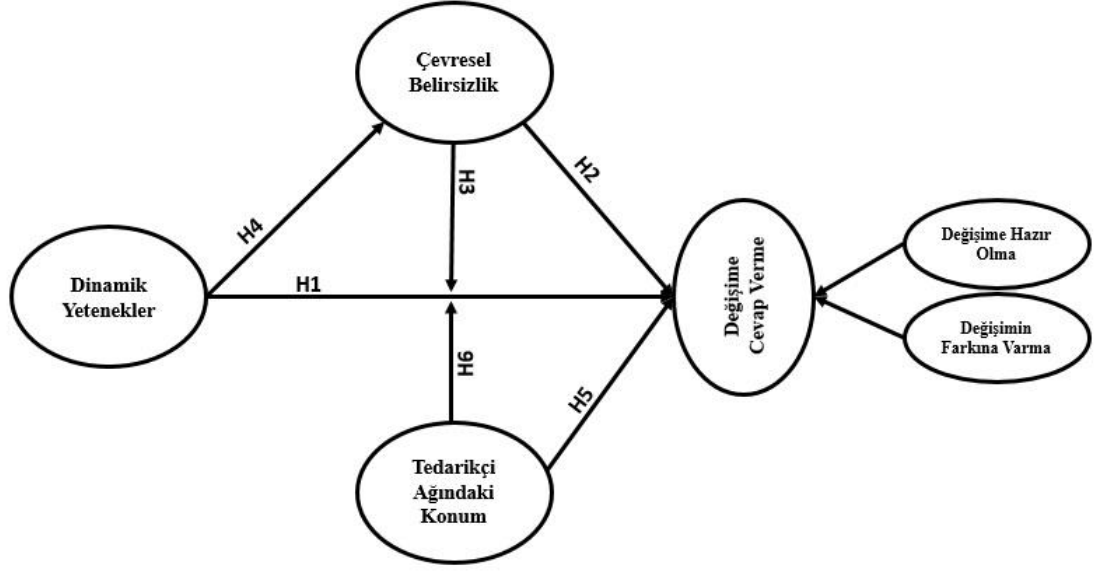 Çevresel
Belirsizlik
H4
H3
H2
Dinamik
Yetenekler
H1
Değişime
Cevap Verme
Değişime Hazır
Olma
Değişimin
Farkına Varma
H6
H5
Tedarikçi
Ağındaki
Konum